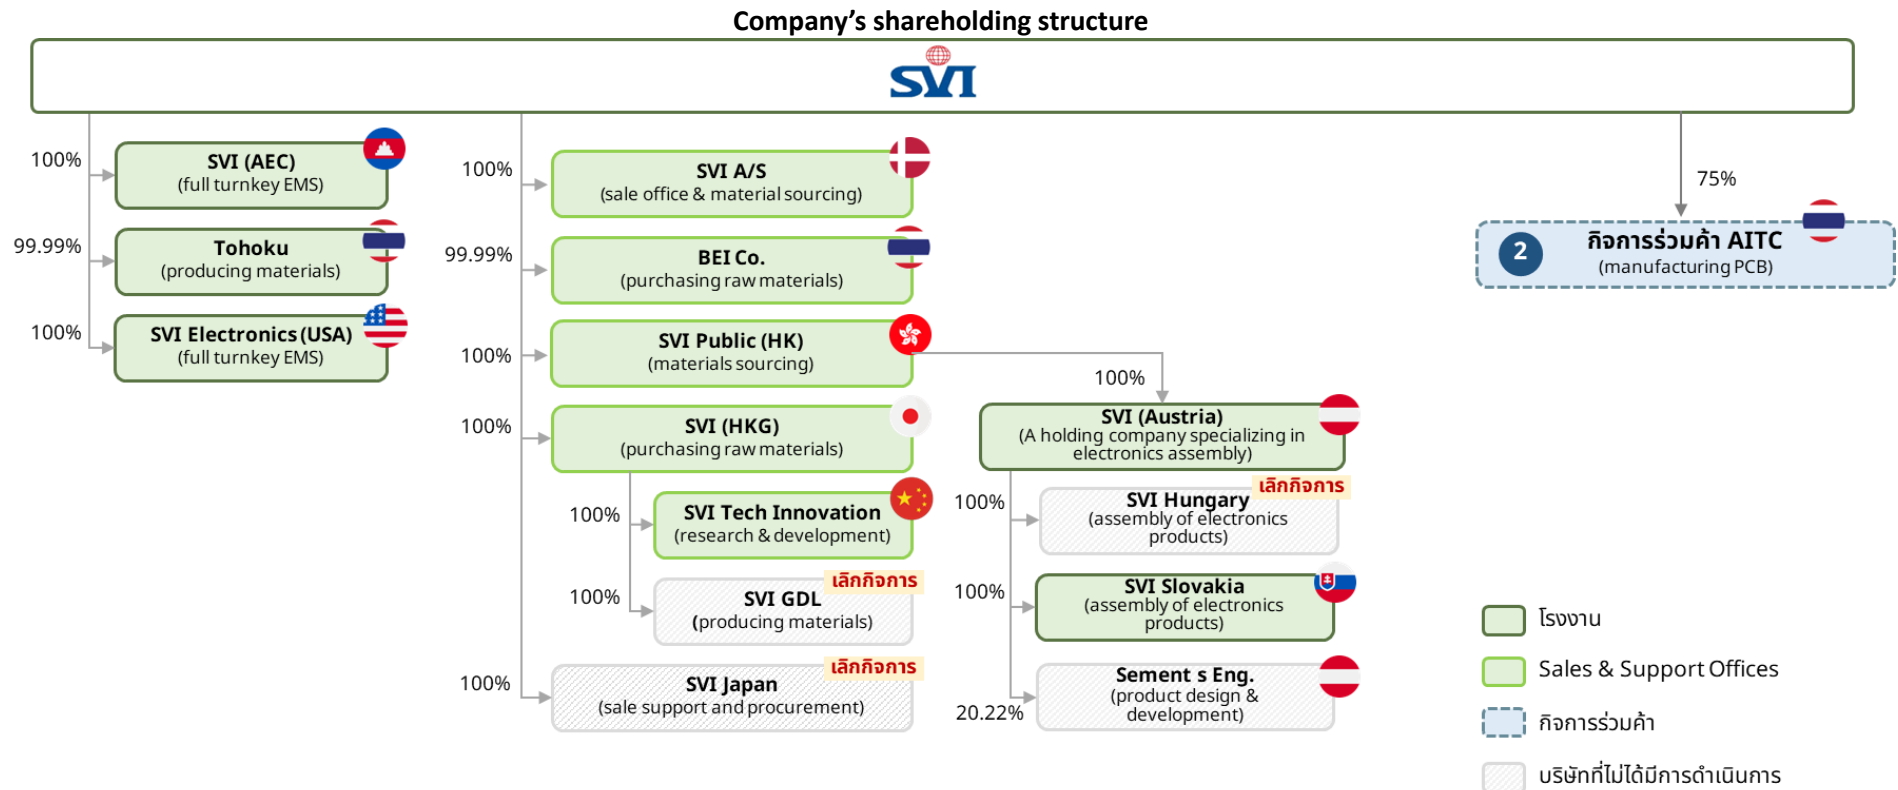 Company's shareholding structure
SVI
100%
SVI (AEC)
(full turnkey EMS)
99.99%
Tohoku
(producing materials)
100%
SVI Electronics (USA)
(full turnkey EMS)
100%
SVI A/S
(sale office & material sourcing)
99.99%
BEI Co.
(purchasing raw materials)
100%
SVI Public (HK)
(materials sourcing)
100%
SVI (HKG)
(purchasing raw materials)
100%
SVI Tech Innovation
(research & development)
100%
เลิกกิจการ
SVI GDL
(producing materials)
100%
เลิกกิจการ
SVI Japan
(sale support and procurement)
100%
SVI (Austria)
(A holding company specializing in
electronics assembly)
100%
เลิกกิจการ
SVI Hungary
(assembly of electronics
products)
100%
SVI Slovakia
(assembly of electronics
products)
20.22%
Sement s Eng.
(product design &
development)
75%
2
กิจการร่วมค้า AITC
(manufacturing PCB)
โรงงาน
Sales & Support Offices
กิจการร่วมค้า
บริษัทที่ไม่ได้มีการดำเนินการ